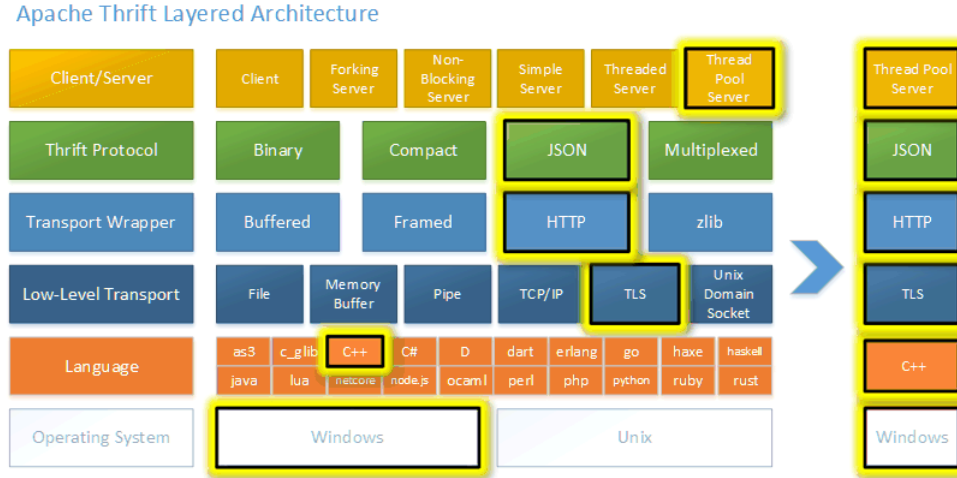 Apache Thrift Layered Architecture
Client/Server
Client
Forking
Server
Non-
Blocking
Server
Simple
Server
Threaded
Server
Thread
Pool
Server
Thread Pool
Server
Thrift Protocol
Binary
Compact
JSON
Multiplexed
JSON
Transport Wrapper
Buffered
Framed
HTTP
zlib
HTTP
Low-Level Transport
File
Memory
Buffer
Pipe
TCP/IP
TLS
Unix
Domain
Socket
TLS
Language
as3 c_glib C++ C# D dart erlang go haxe haskell
java lua netcore node.js ocaml perl php python ruby rust
C++
Operating System
Windows
Unix
Windows